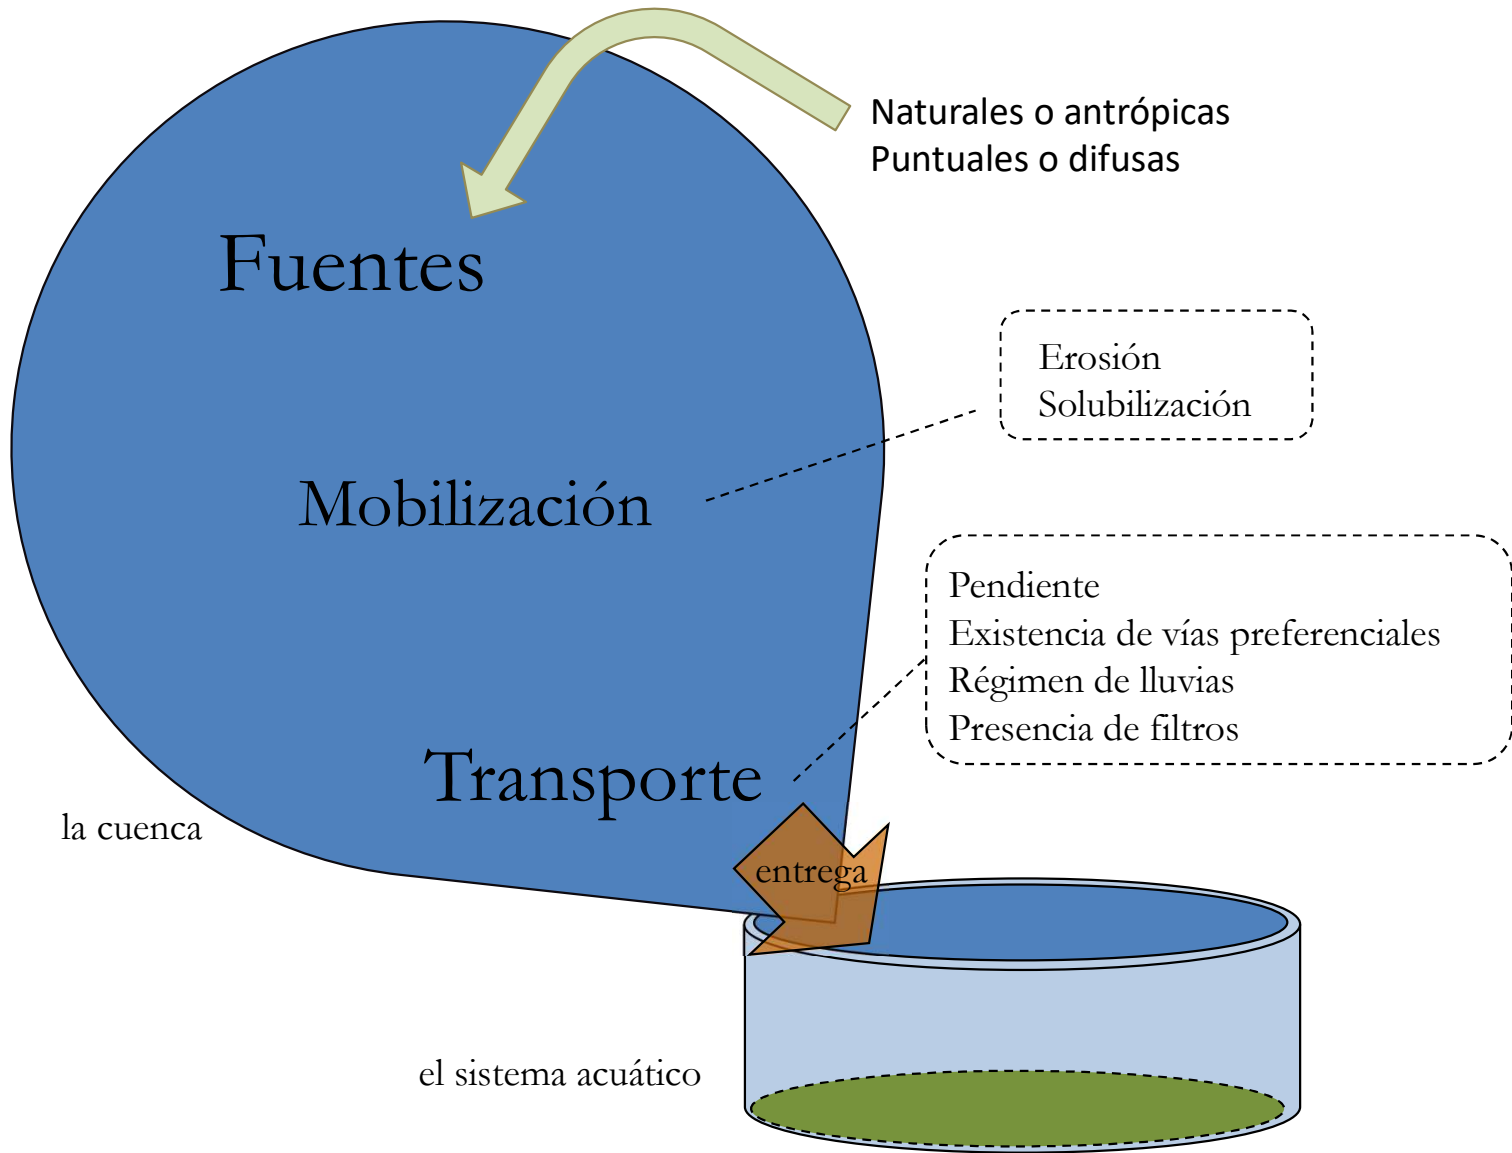 Naturales o antrópicas
Puntuales o difusas
Fuentes
Erosión
Solubilización
Mobilización
Pendiente
Existencia de vías preferenciales
Régimen de lluvias
Presencia de filtros
Transporte
la cuenca
entrega
el sistema acuático